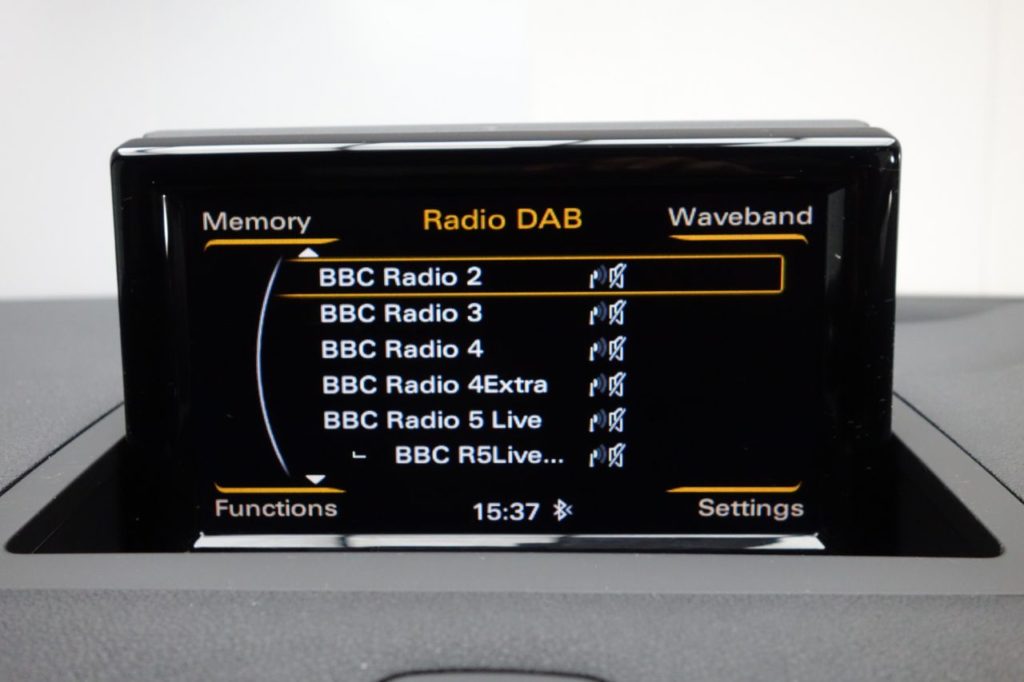 Memory Radio DAB Waveband
BBC Radio 2
BBC Radio 3
BBC Radio 4
BBC Radio 4Extra
BBC Radio 5 Live
BBC R5Live...
Functions 15:37 Settings